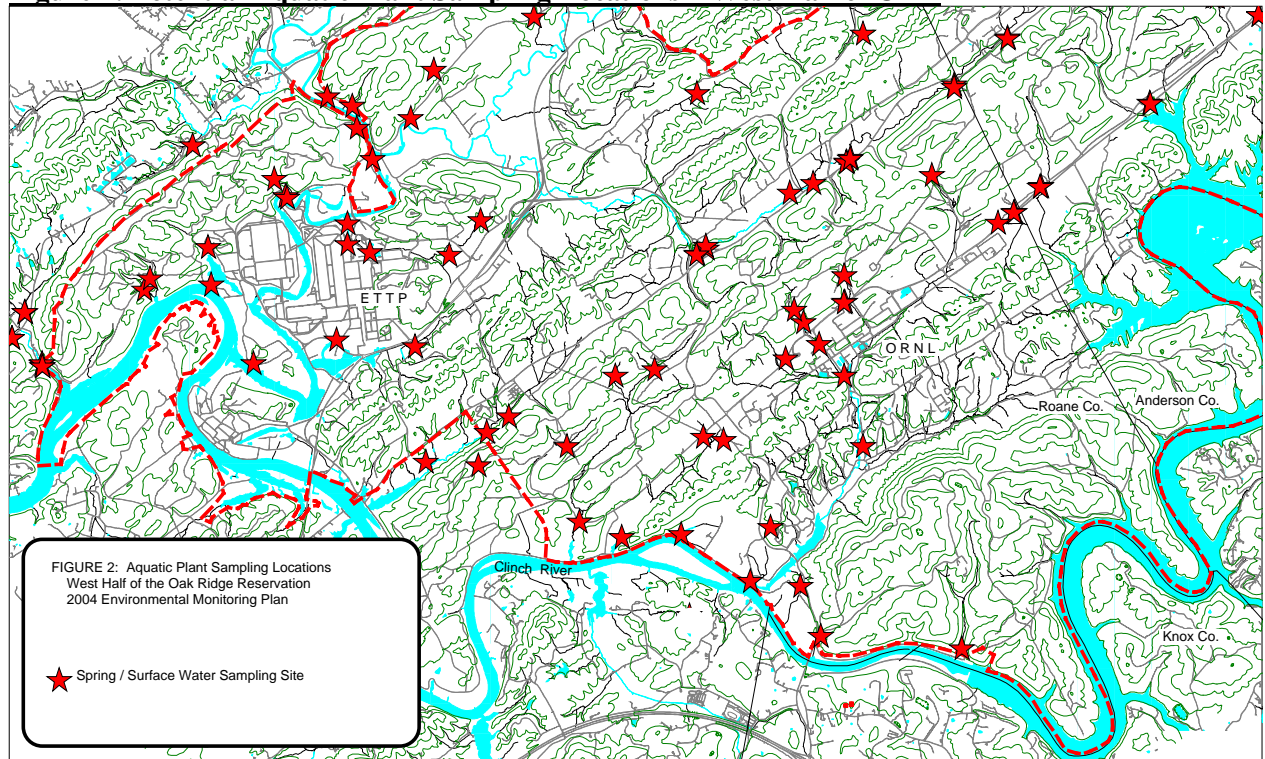 ETTP
ORNL
Roane Co.
Anderson Co.
Clinch River
Knox Co.
FIGURE 2: Aquatic Plant Sampling Locations
West Half of the Oak Ridge Reservation
2004 Environmental Monitoring Plan
Spring / Surface Water Sampling Site